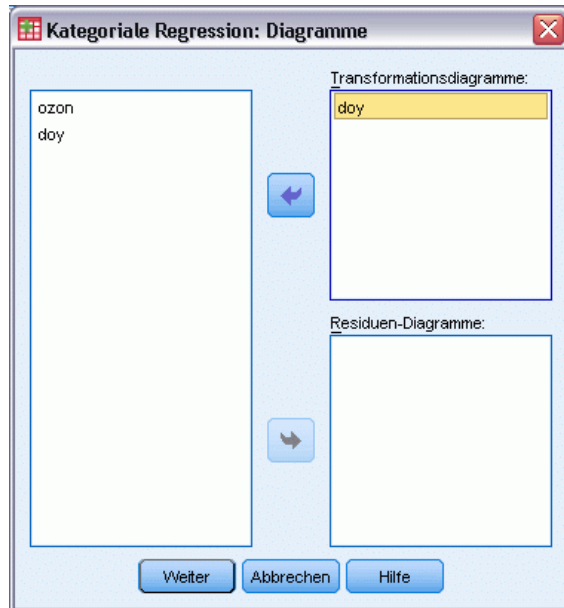 Kategoriale Regression: Diagramme
ozon
doy
Transformationsdiagramme:
doy
Residuen-Diagramme:
Weiter
Abbrechen
Hilfe